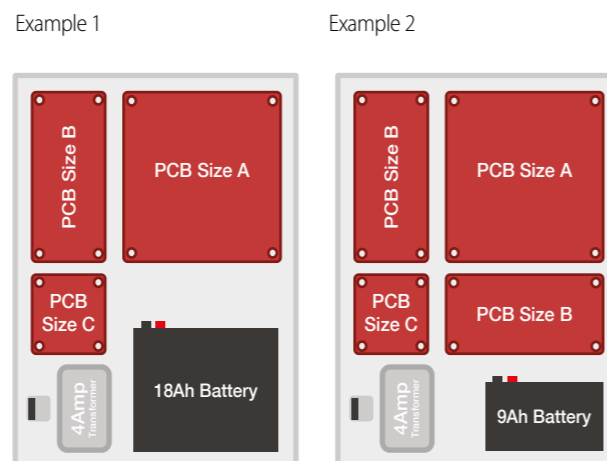 Example 1
Example 2
PCB Size B
PCB Size A
PCB
Size C
4Amp
Transformer
18Ah Battery
PCB Size B
PCB Size A
PCB
Size C
PCB Size B
4Amp
Transformer
9Ah Battery